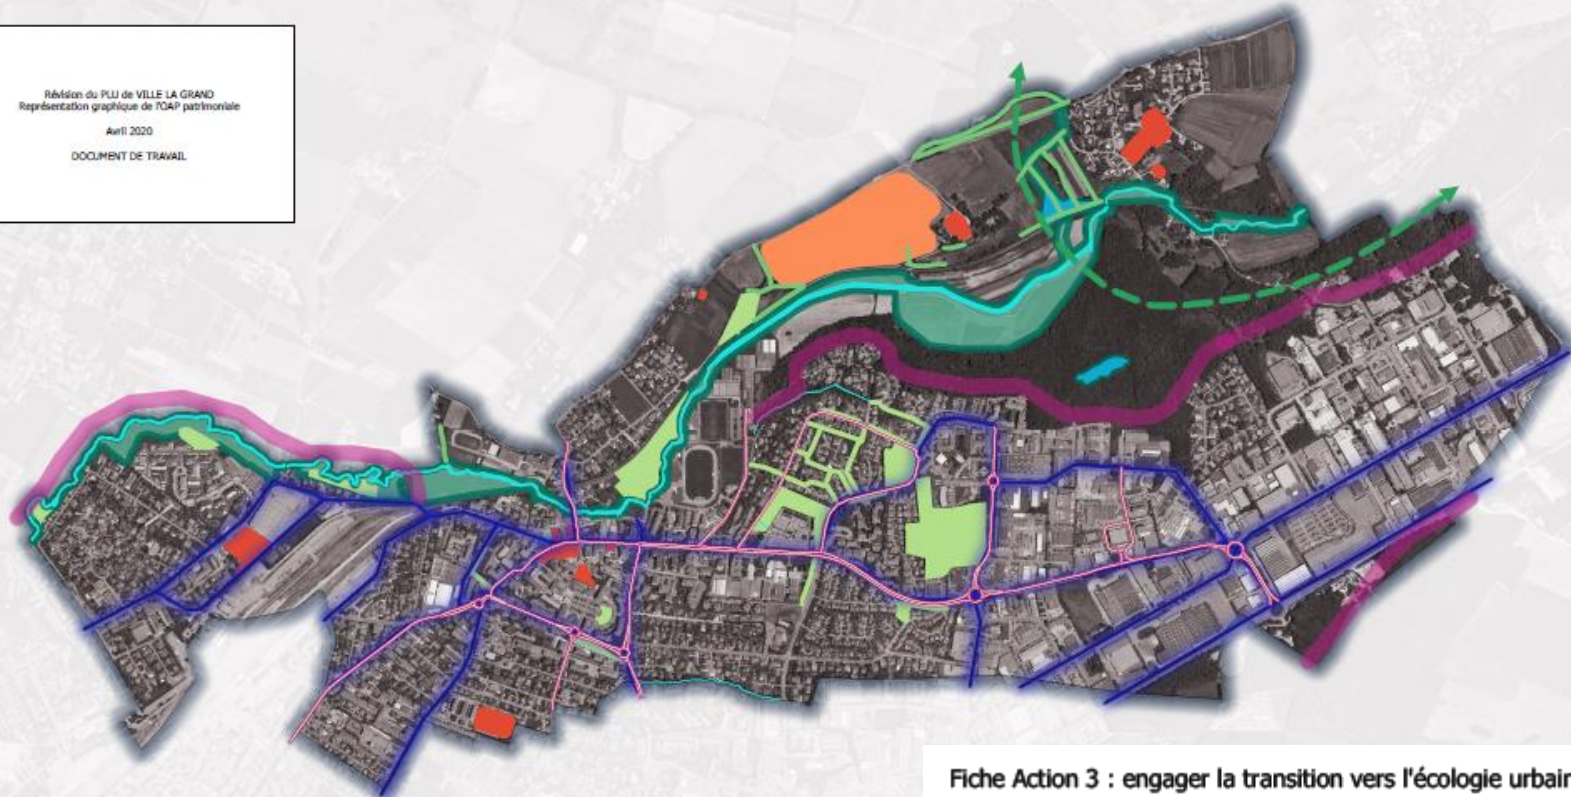 Révision du PLU de VILLE LA GRAND
Représentation graphique de l'OAP patrimoniale
Avril 2020
DOCUMENT DE TRAVAIL
Fiche Action 3 : engager la transition vers l'écologie urbain